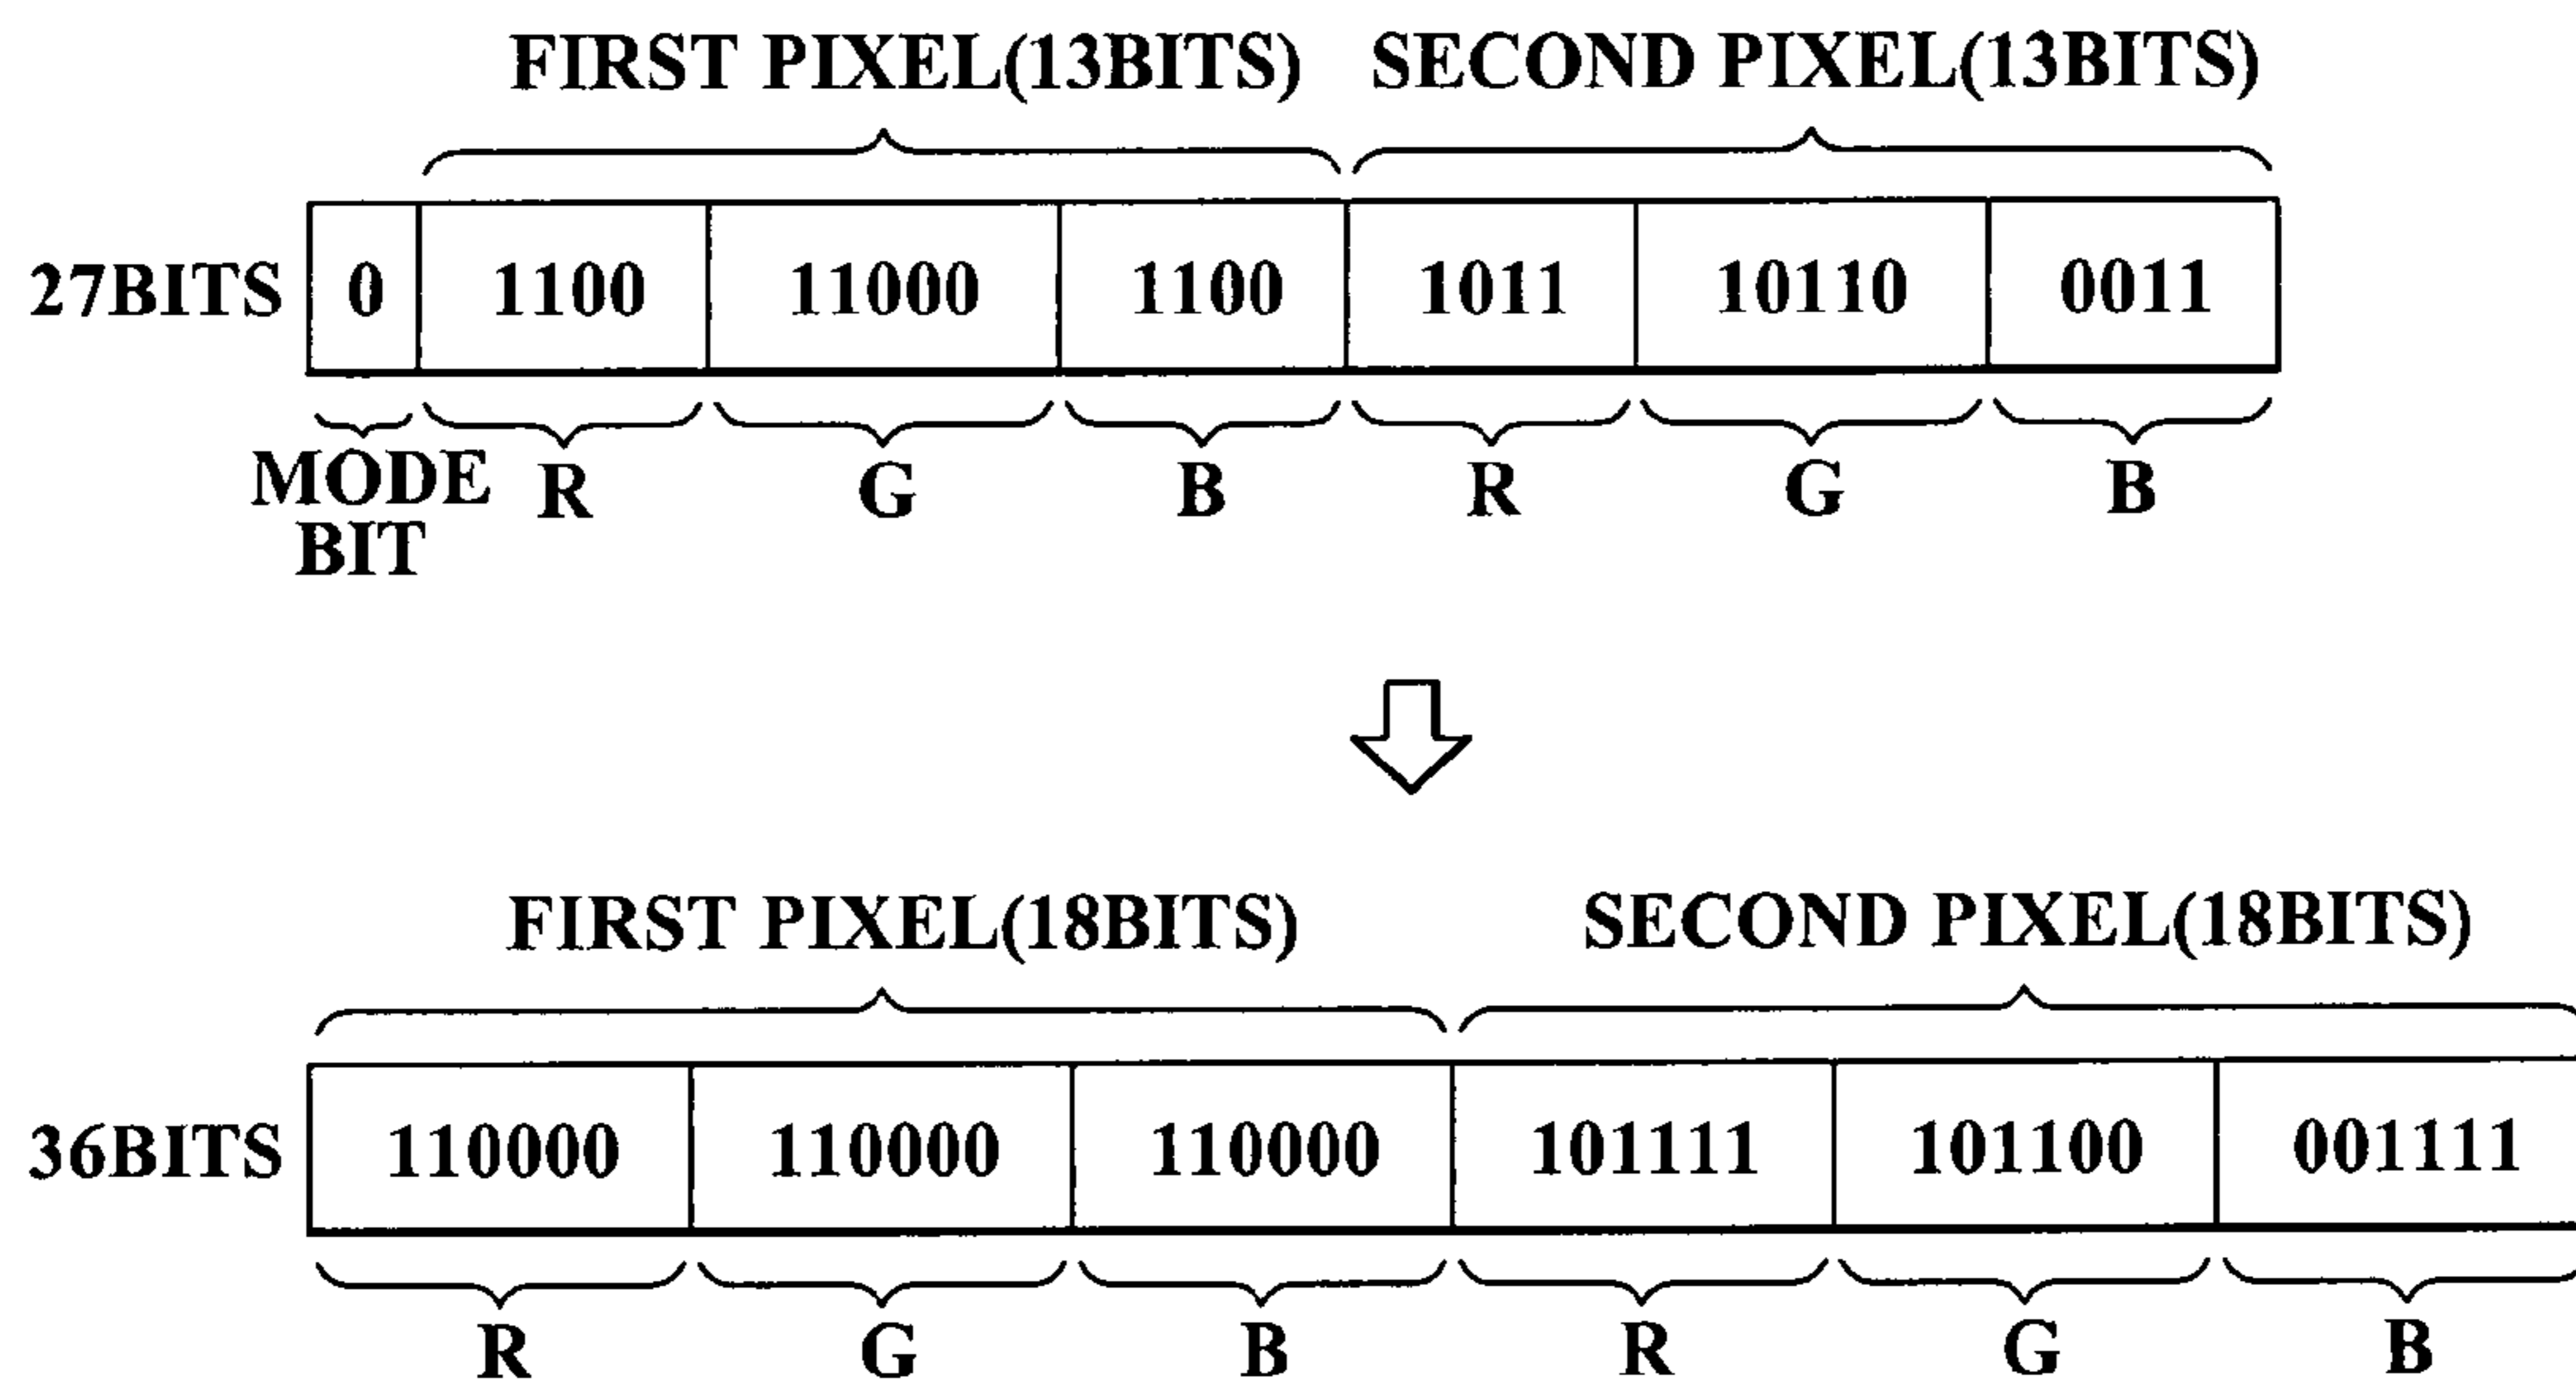 FIRST PIXEL(13BITS) SECOND PIXEL(13BITS)
27BITS 0 1100 11000 1100 1011 10110 0011
MODE BIT R G B R G B
FIRST PIXEL(18BITS) SECOND PIXEL(18BITS)
36BITS 110000 110000 110000 101111 101100 001111
R G B R G B